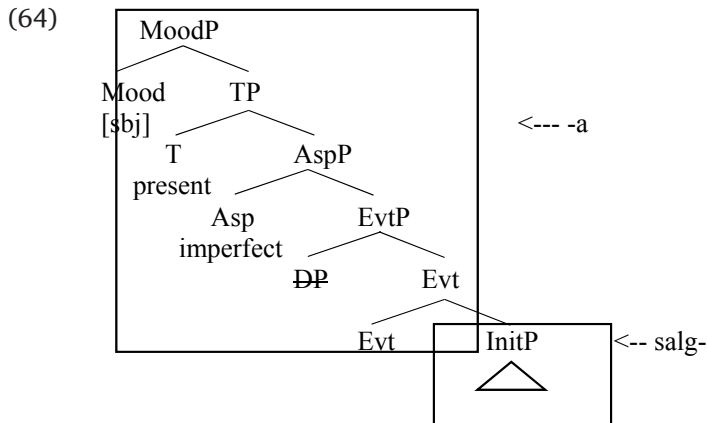 (64)
MoodP
Mood TP
[sbj]
<--- -a
T AspP
present
Asp EvtP
imperfect
DP Evt
Evt InitP <-- salg-